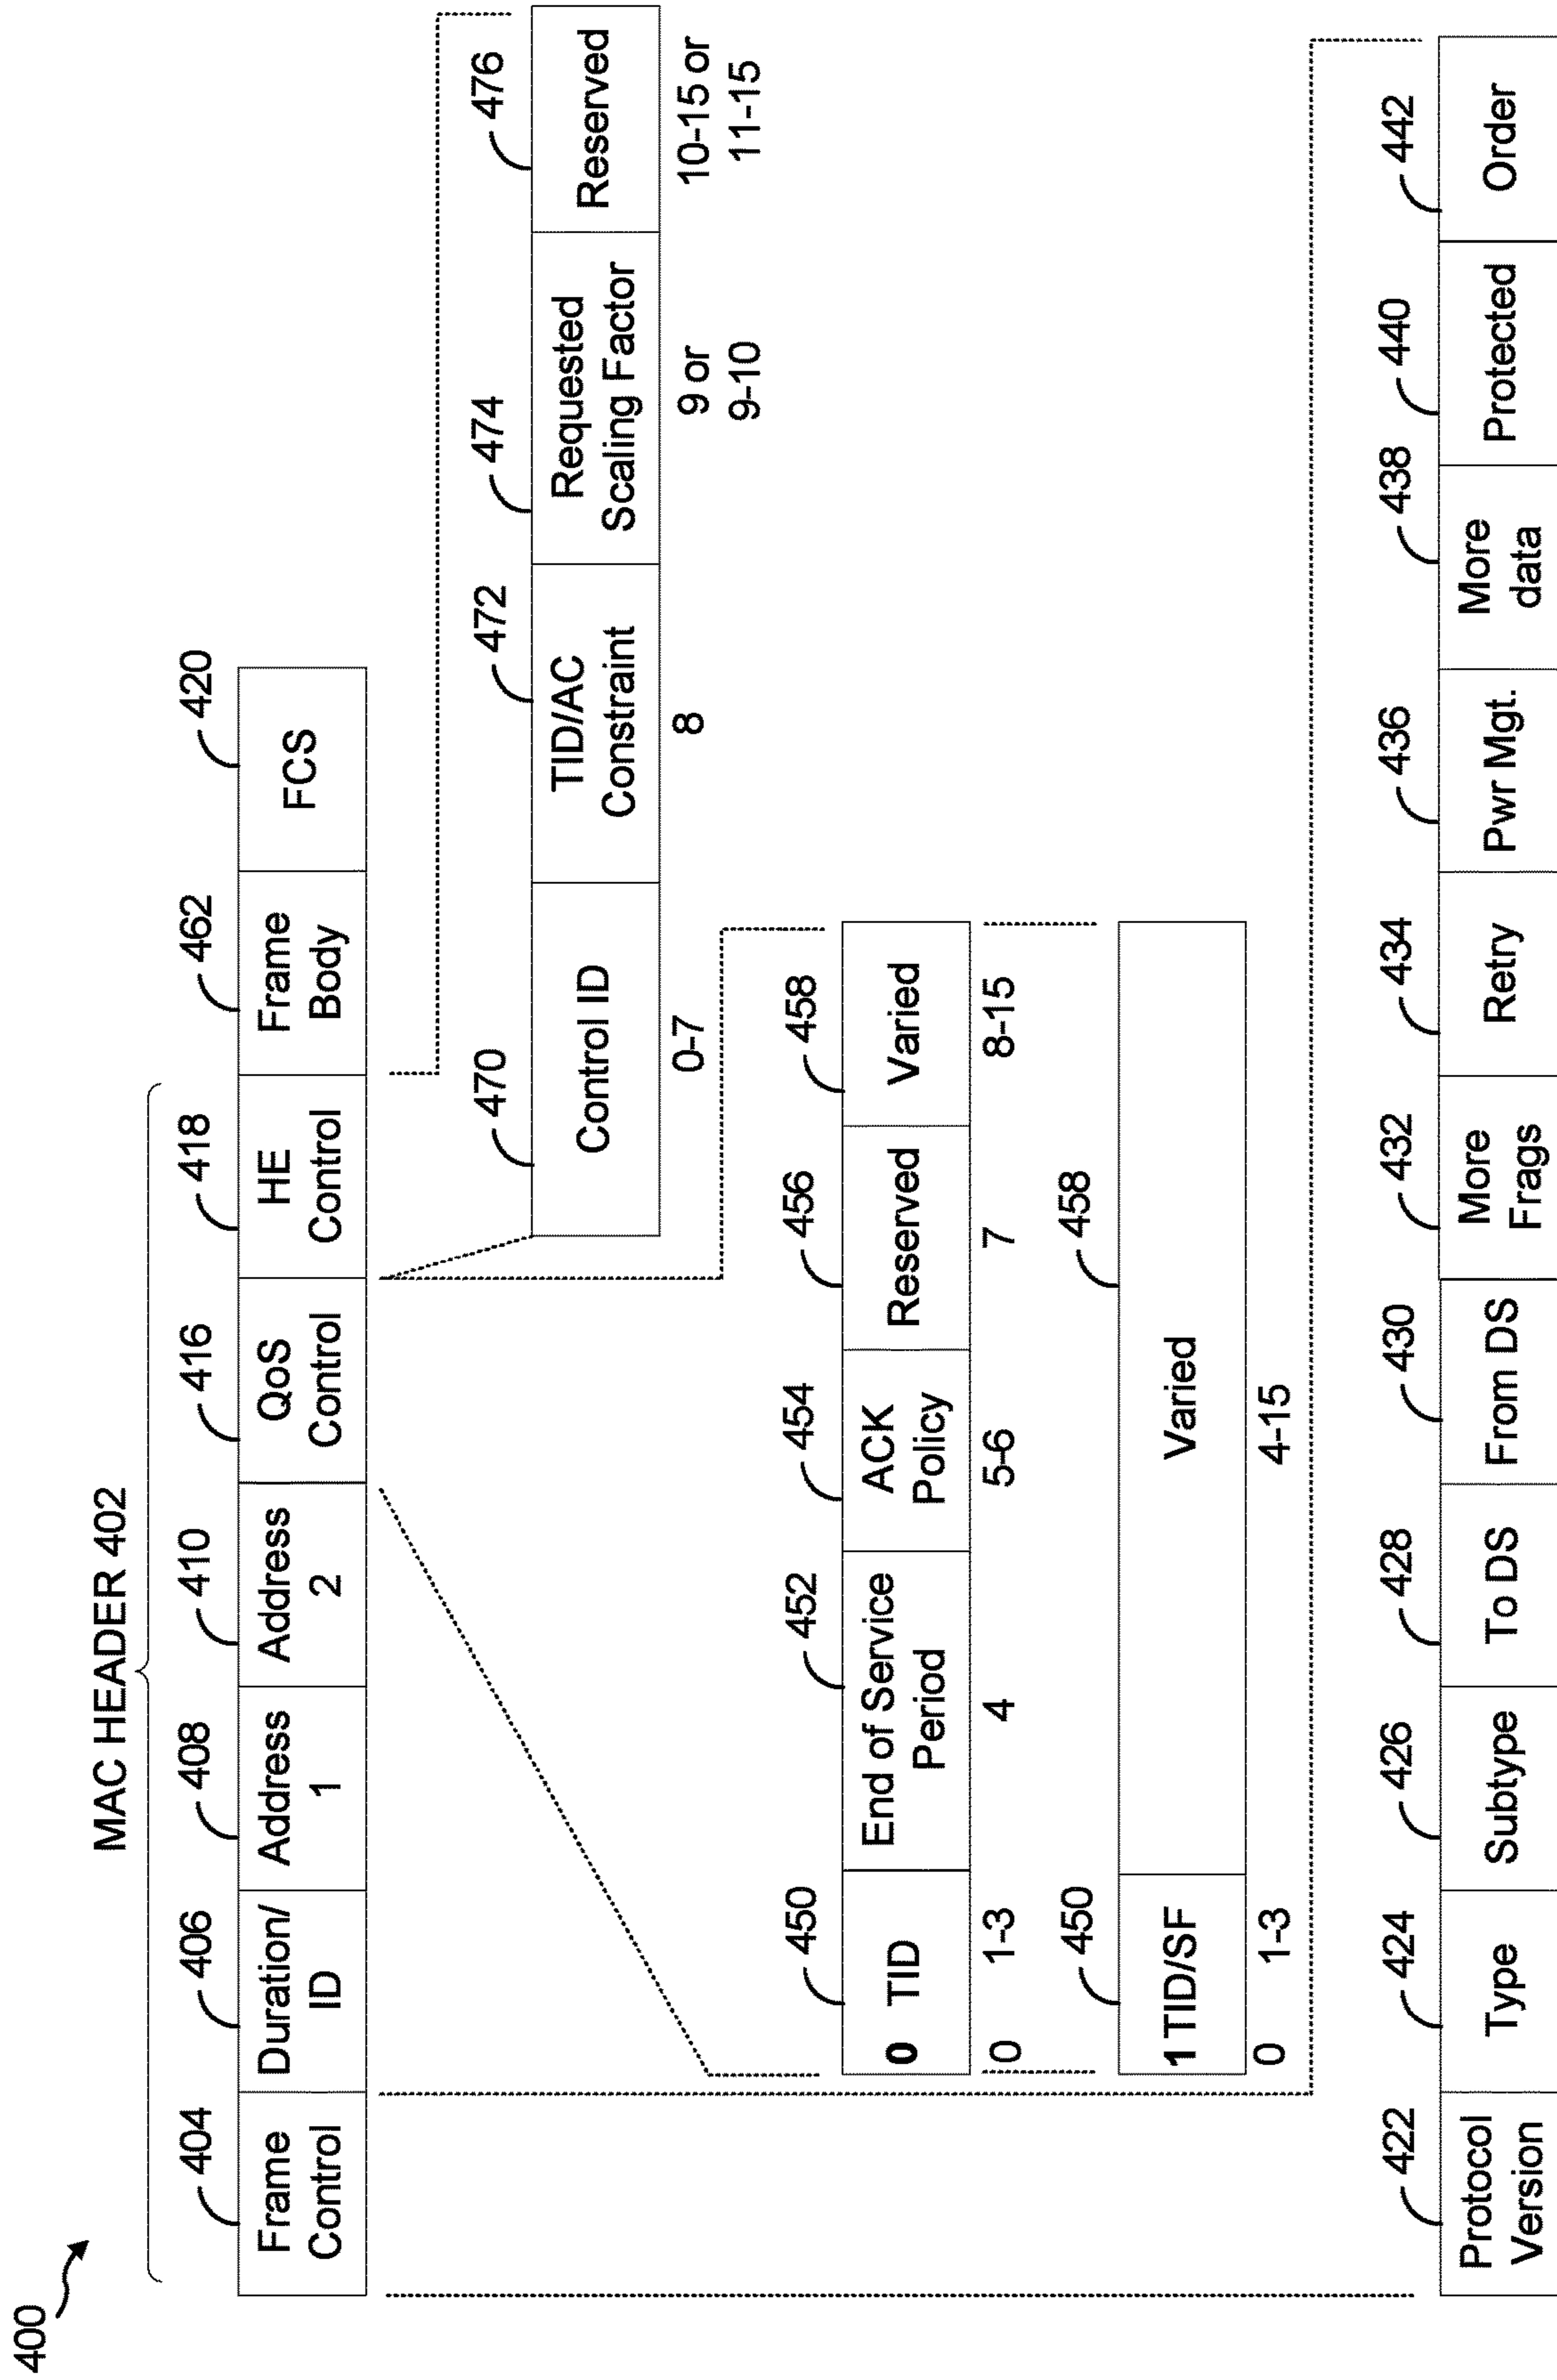 400
MAC HEADER 402
404
406
408
410
416
418
462
420
Frame
Control
Duration/
ID
Address
1
Address
2
QoS
Control
HE
Control
Frame
Body
FCS
470
472
474
476
Control ID
TID/AC
Constraint
Requested
Scaling Factor
Reserved
0-7
8
9 or
9-10
10-15 or
11-15
450
452
454
456
458
0 TID
End of Service
Period
ACK
Policy
Reserved
Varied
0
1-3
4
5-6
7
8-15
450
458
1 TID/SF
Varied
0
1-3
4-15
422
424
426
428
430
432
434
436
438
440
442
Protocol
Version
Type
Subtype
To DS
From DS
More
Frags
Retry
Pwr Mgt.
More
data
Protected
Order